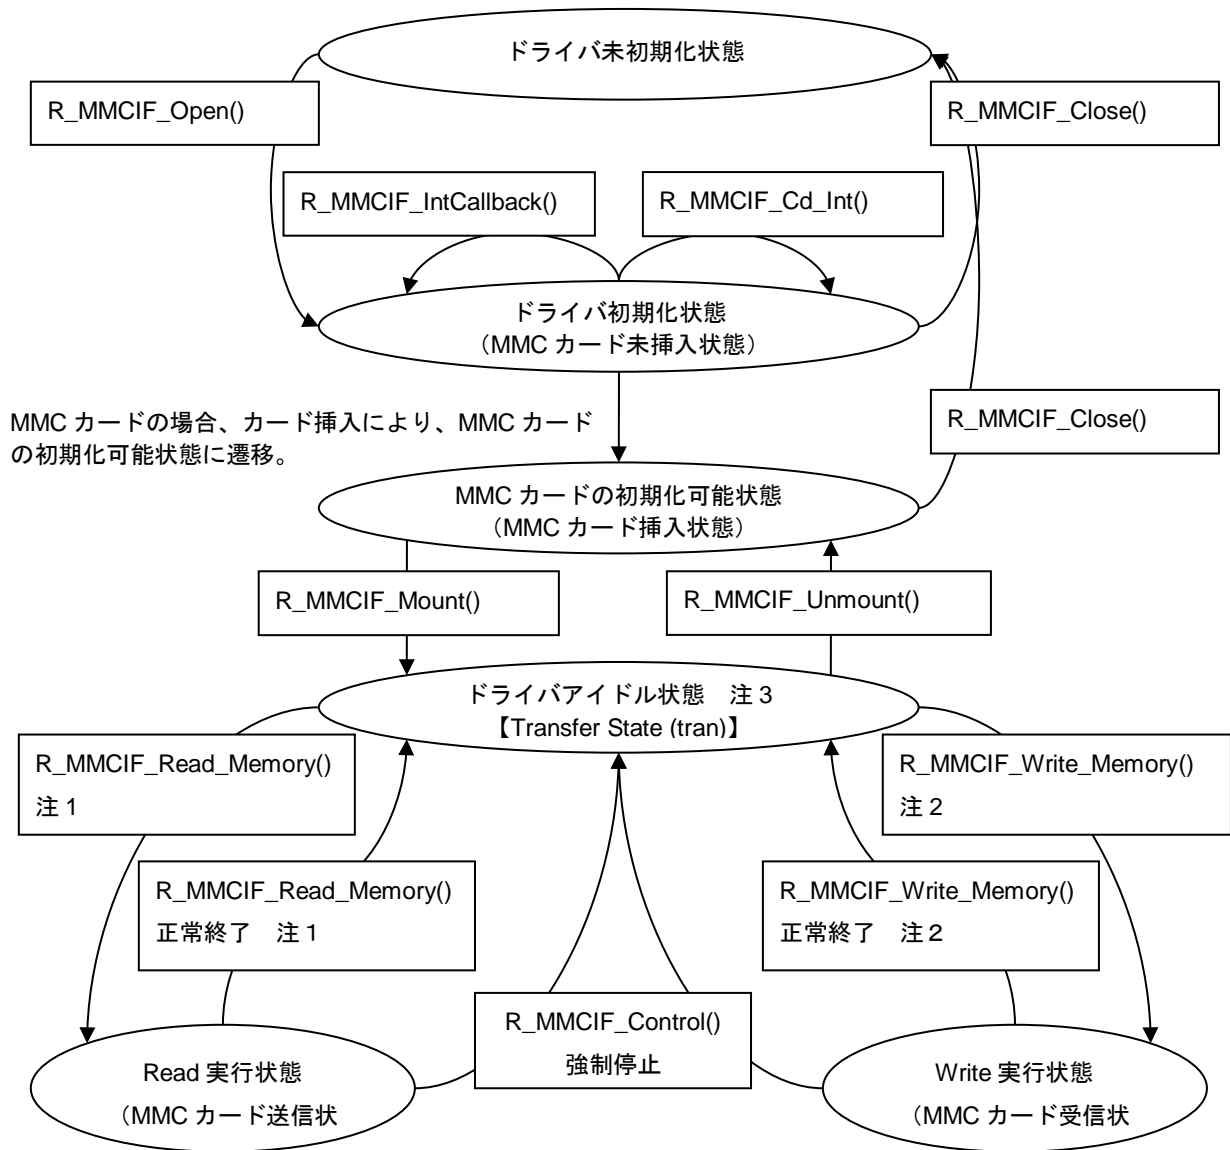 ドライバ未初期化状態
R_MMCIF_Open()
R_MMCIF_Close()
R_MMCIF_IntCallback()
R_MMCIF_Cd_Int()
ドライバ初期化状態
（MMC カード未挿入状態）
MMC カードの場合、カード挿入により、MMC カード
の初期化可能状態に遷移。
R_MMCIF_Close()
MMC カードの初期化可能状態
（MMC カード挿入状態）
R_MMCIF_Mount()
R_MMCIF_Unmount()
ドライバアイドル状態　注 3
【Transfer State (tran)】
R_MMCIF_Read_Memory()
注 1
R_MMCIF_Write_Memory()
注 2
R_MMCIF_Read_Memory()
正常終了　注 1
R_MMCIF_Write_Memory()
正常終了　注 2
R_MMCIF_Control()
強制停止
Read 実行状態
（MMC カード送信状
Write 実行状態
（MMC カード受信状